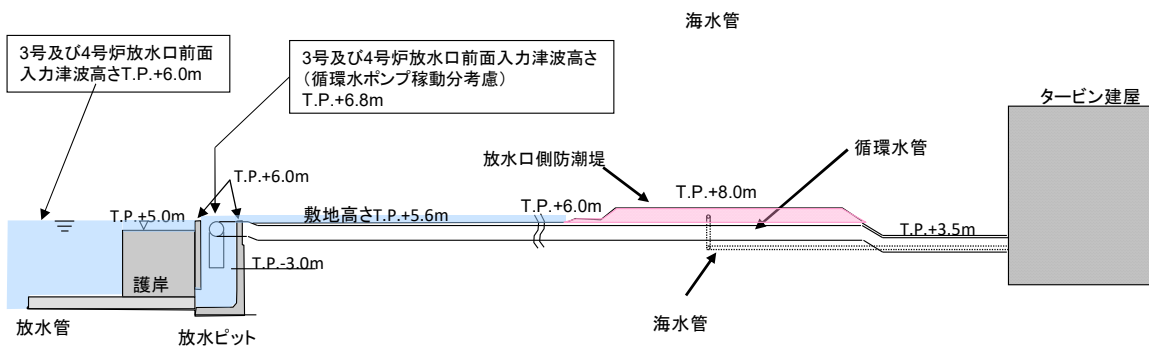 海水管
3号及び4号炉放水口前面
入力津波高さT.P.+6.0m
3号及び4号炉放水口前面入力津波高さ
（循環水ポンプ稼動分考慮）
T.P.+6.8m
タービン建屋
循環水管
放水口側防潮堤
T.P.+8.0m
T.P.+6.0m
T.P.+6.0m
T.P.+5.0m
敷地高さT.P.+5.6m
T.P.+3.5m
T.P.-3.0m
護岸
放水管
放水ピット
海水管